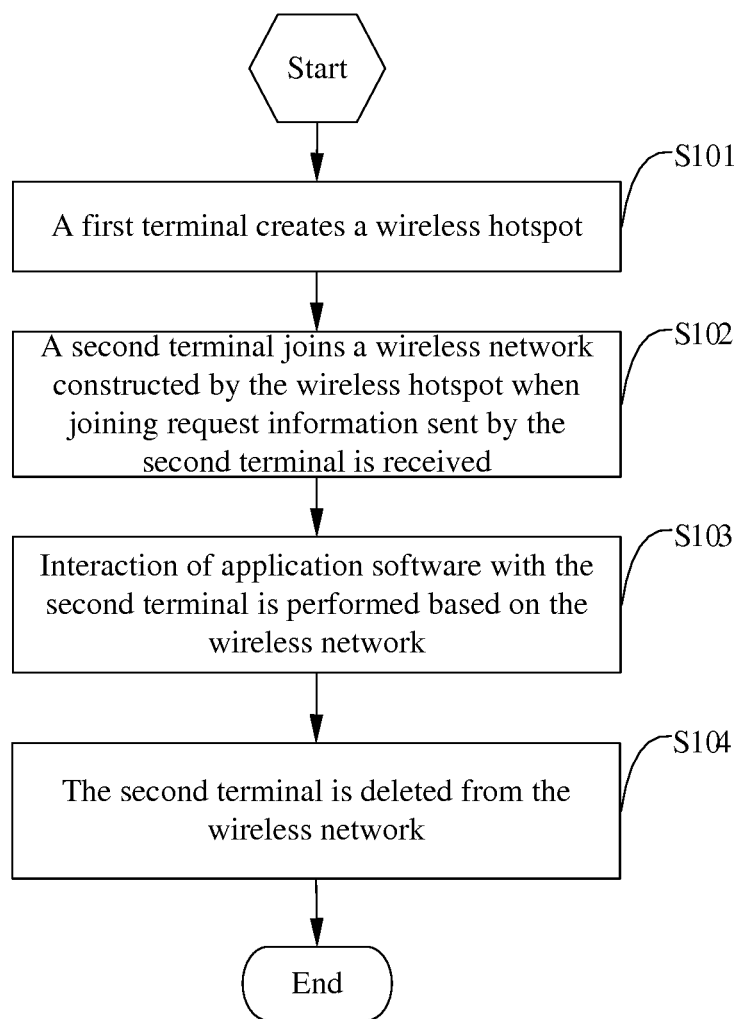 Start
S101
A first terminal creates a wireless hotspot
S102
A second terminal joins a wireless network
constructed by the wireless hotspot when
joining request information sent by the
second terminal is received
S103
Interaction of application software with the
second terminal is performed based on the
wireless network
S104
The second terminal is deleted from the
wireless network
End